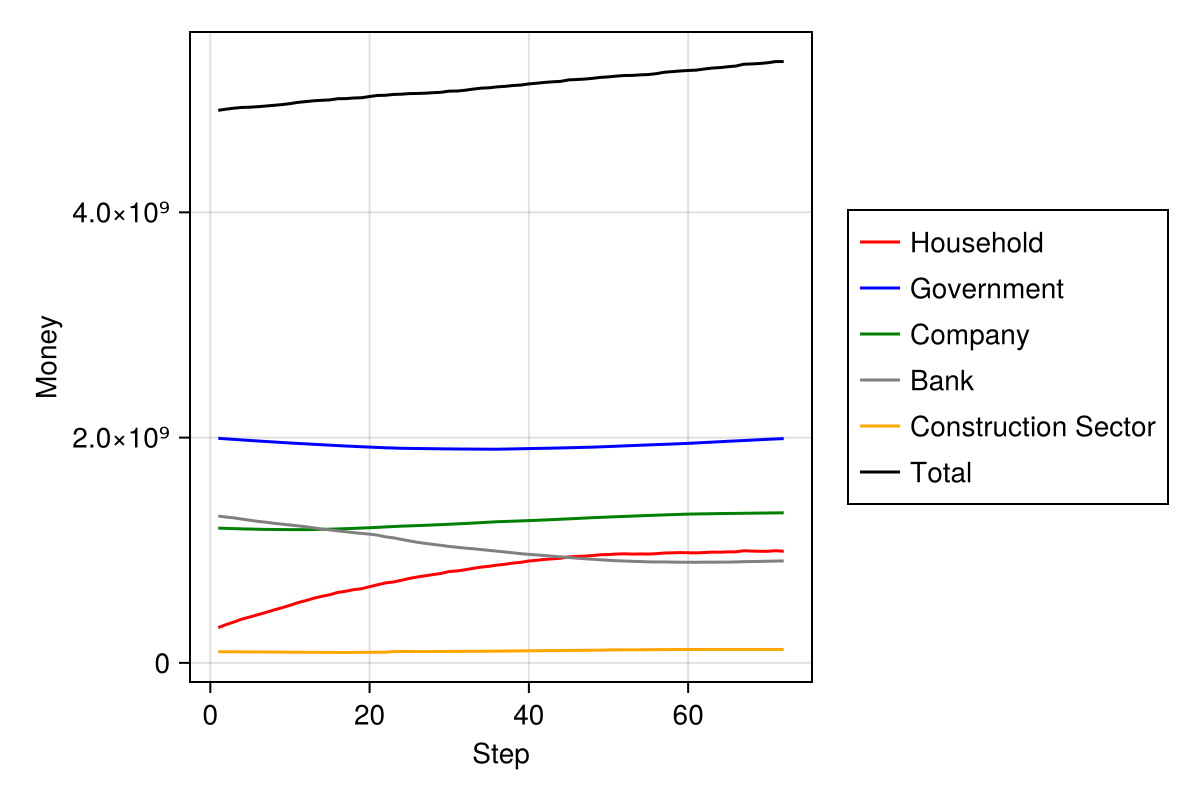 4.0×10⁹
2.0×10⁹
0
Money
0 20 40 60
Step
Household
Government
Company
Bank
Construction Sector
Total